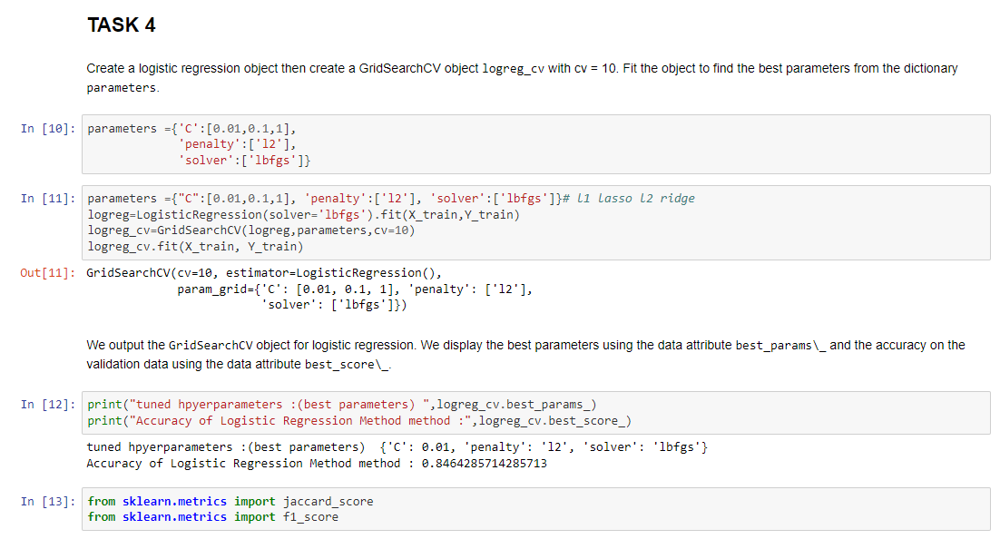 TASK 4
Create a logistic regression object then create a GridSearchCV object logreg_cv with cv = 10. Fit the object to find the best parameters from the dictionary
parameters.
In [10]: parameters ={'C':[0.01,0.1,1],
'penalty':['l2'],
'solver':['lbfgs']}
In [11]: parameters ={"C":[0.01,0.1,1], 'penalty':['l2'], 'solver':['lbfgs']}# l1 lasso l2 ridge
logreg=LogisticRegression(solver='lbfgs').fit(X_train,Y_train)
logreg_cv=GridSearchCV(logreg,parameters,cv=10)
logreg_cv.fit(X_train, Y_train)
Out[11]: GridSearchCV(cv=10, estimator=LogisticRegression(),
param_grid={'C': [0.01, 0.1, 1], 'penalty': ['l2'],
'solver': ['lbfgs']})
We output the GridSearchCV object for logistic regression. We display the best parameters using the data attribute best_params\_ and the accuracy on the
validation data using the data attribute best_score\_.
In [12]: print("tuned hpyerparameters :(best parameters) ",logreg_cv.best_params_)
print("Accuracy of Logistic Regression Method method :",logreg_cv.best_score_)
tuned hpyerparameters :(best parameters)  {'C': 0.01, 'penalty': 'l2', 'solver': 'lbfgs'}
Accuracy of Logistic Regression Method method : 0.8464285714285713
In [13]: from sklearn.metrics import jaccard_score
from sklearn.metrics import f1_score